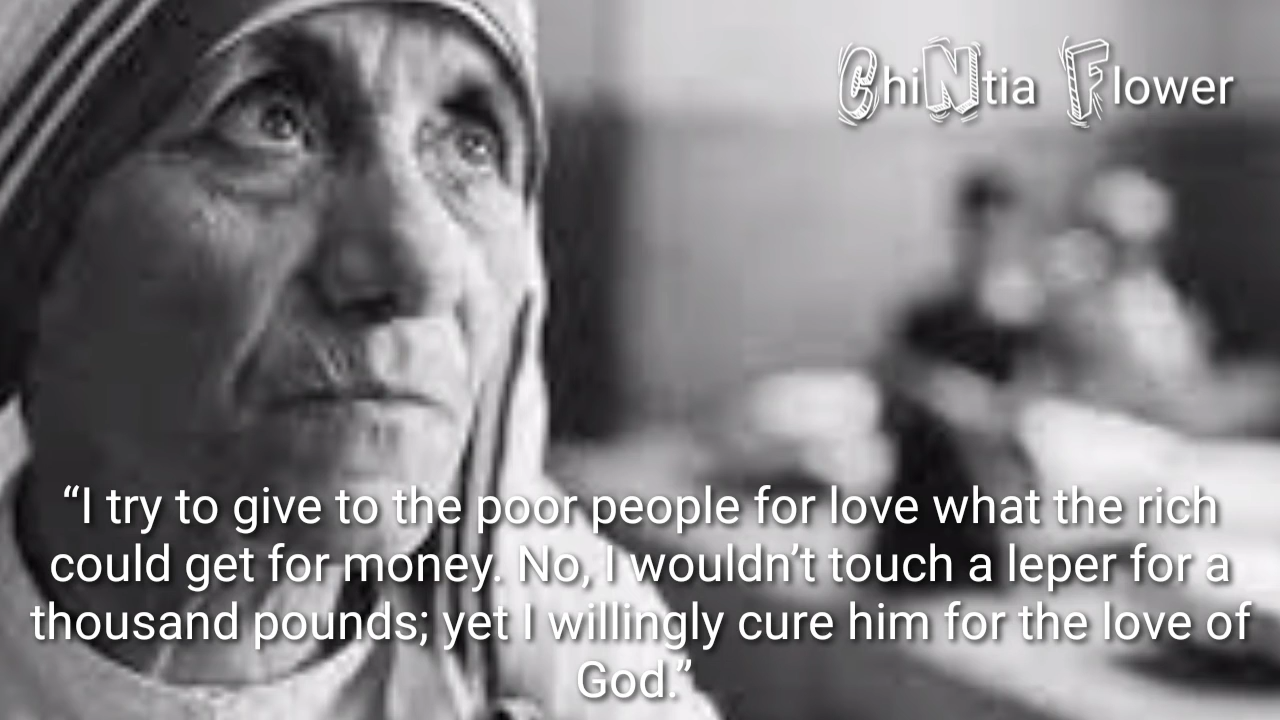 ChiNtia Flower
“I try to give to the poor people for love what the rich
could get for money. No, I wouldn’t touch a leper for a
thousand pounds; yet I willingly cure him for the love of
God.”